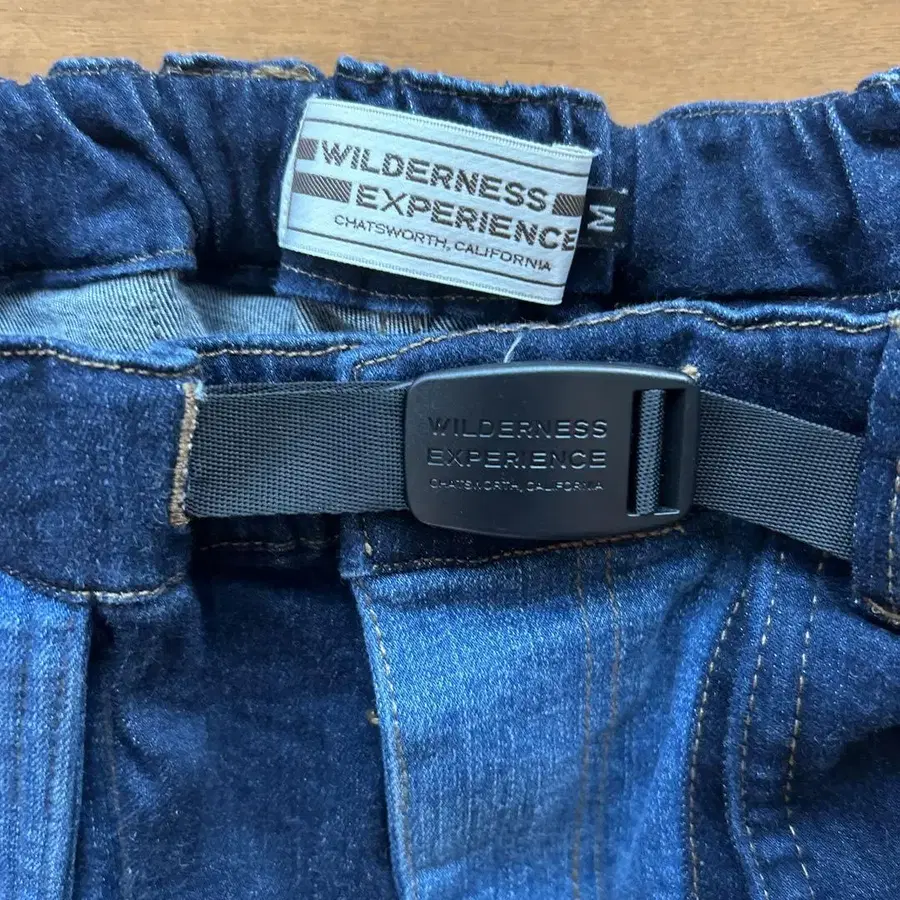 WILDERNESS
EXPERIENCE
CHATSWORTH, CALIFORNIA
M
WILDERNESS
EXPERIENCE
CHATSWORTH, CALIFORNIA